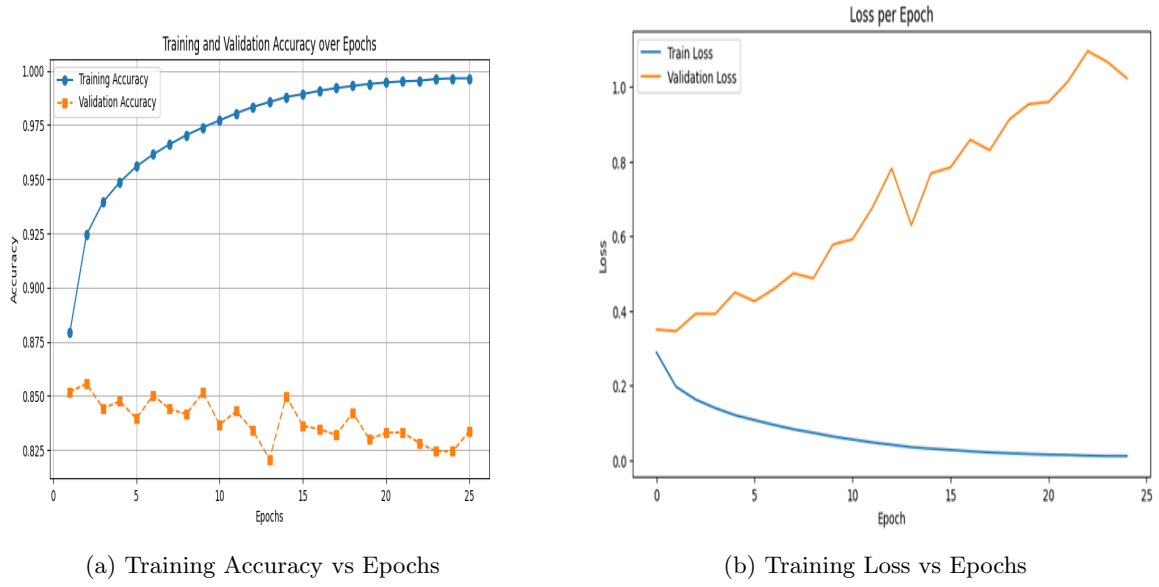 Training and Validation Accuracy over Epochs
Training Accuracy
Validation Accuracy
1.000
0.975
0.950
0.925
0.900
0.875
0.850
0.825
Accuracy
0 5 10 15 20 25
Epochs
(a) Training Accuracy vs Epochs
Loss per Epoch
Train Loss
Validation Loss
1.0
0.8
0.6
0.4
0.2
0.0
Loss
0 5 10 15 20 25
Epoch
(b) Training Loss vs Epochs